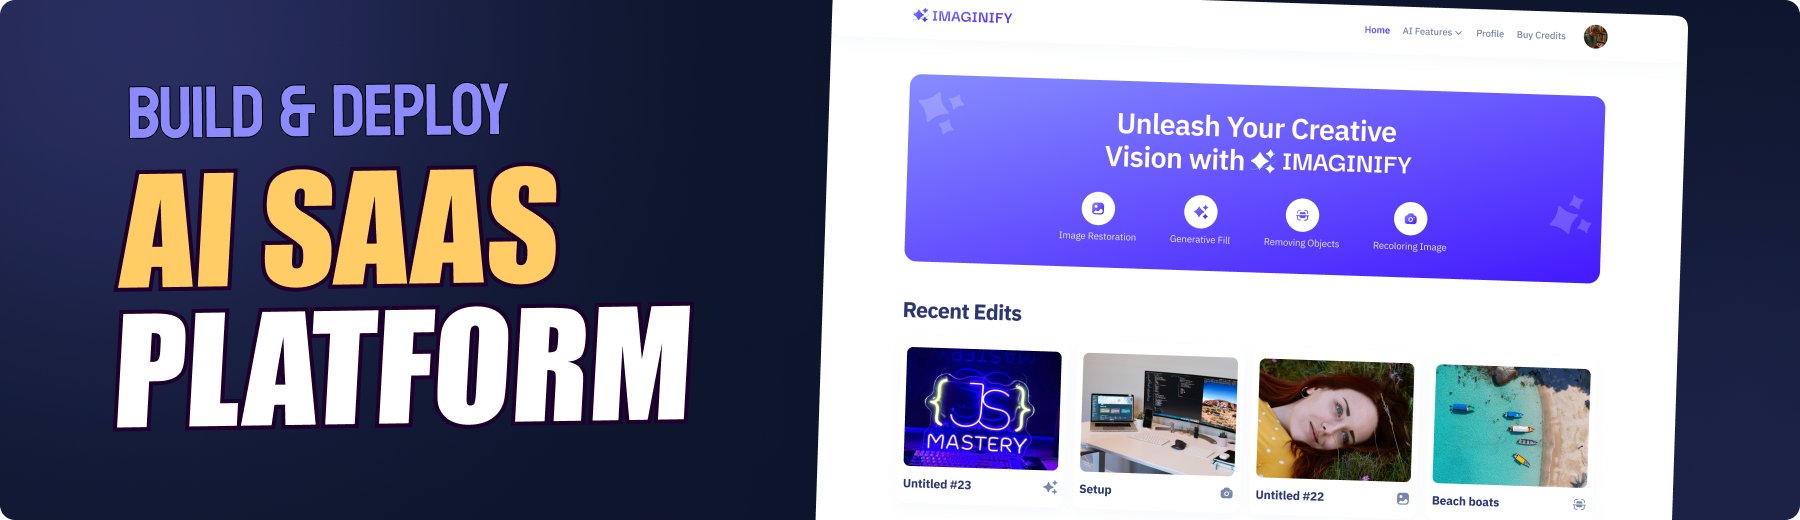 BUILD & DEPLOY
AI SAAS
PLATFORM
IMAGINIFY
Home AI Features Profile Buy Credits
Unleash Your Creative
Vision with IMAGINIFY
Image Restoration Generative Fill Removing Objects Recoloring Image
Recent Edits
{JS}
MASTERY
Untitled #23 Setup Untitled #22 Beach boats